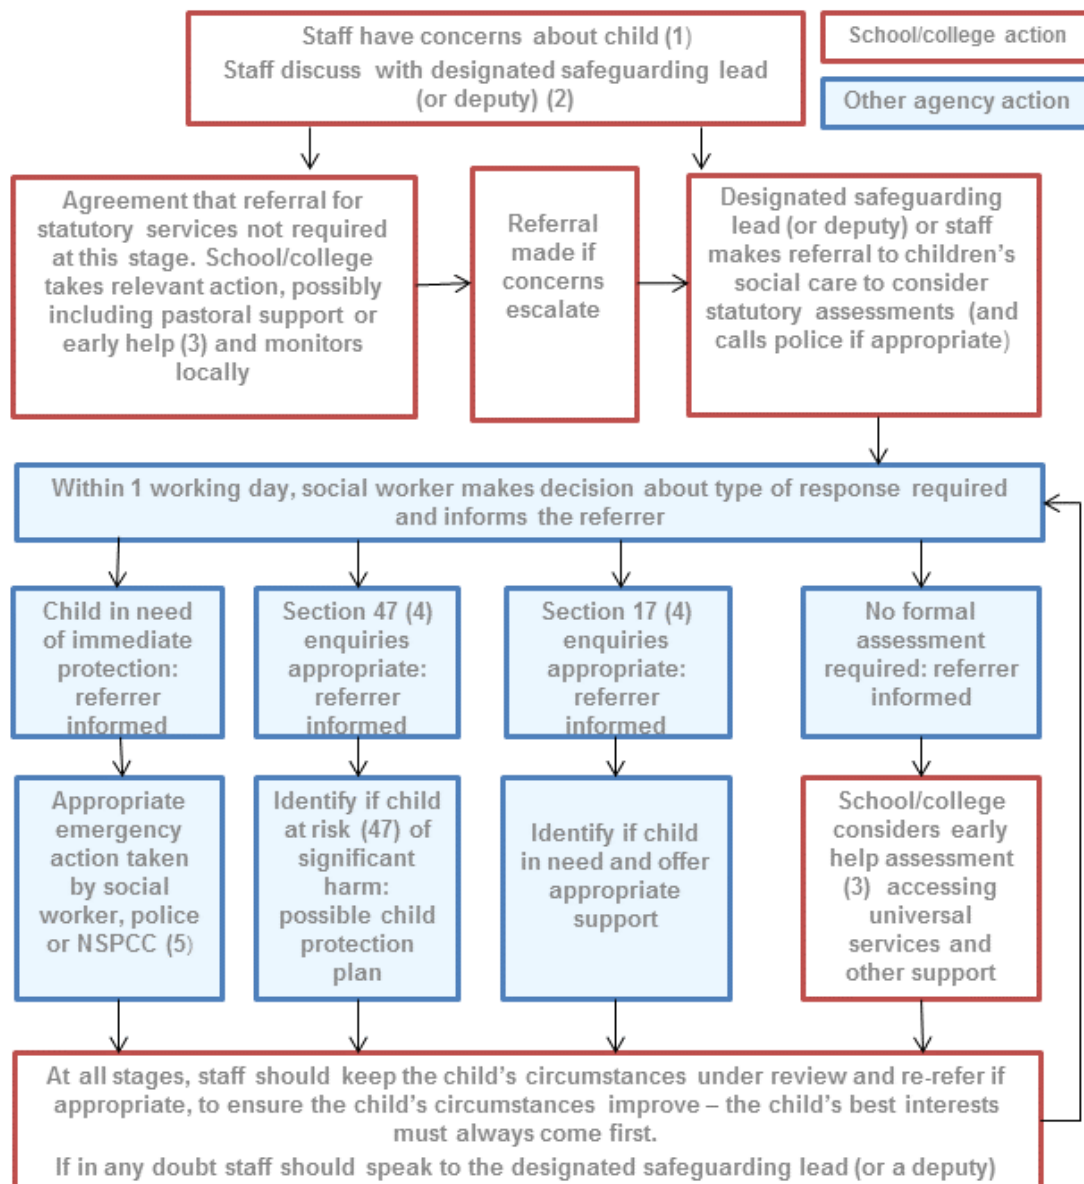 Staff have concerns about child (1)
Staff discuss with designated safeguarding lead
(or deputy) (2)
School/college action
Other agency action
Agreement that referral for
statutory services not required
at this stage. School/college
takes relevant action, possibly
including pastoral support or
early help (3) and monitors
locally
Referral
made if
concerns
escalate
Designated safeguarding
lead (or deputy) or staff
makes referral to children's
social care to consider
statutory assessments (and
calls police if appropriate)
Within 1 working day, social worker makes decision about type of response required
and informs the referrer
Child in need
of immediate
protection:
referrer
informed
Section 47 (4)
enquiries
appropriate:
referrer
informed
Section 17 (4)
enquiries
appropriate:
referrer
informed
No formal
assessment
required: referrer
informed
Appropriate
emergency
action taken
by social
worker, police
or NSPCC (5)
Identify if child
at risk (47) of
significant
harm:
possible child
protection
plan
Identify if child
in need and offer
appropriate
support
School/college
considers early
help assessment
(3) accessing
universal
services and
other support
At all stages, staff should keep the child's circumstances under review and re-refer if
appropriate, to ensure the child's circumstances improve – the child's best interests
must always come first.
If in any doubt staff should speak to the designated safeguarding lead (or a deputy)